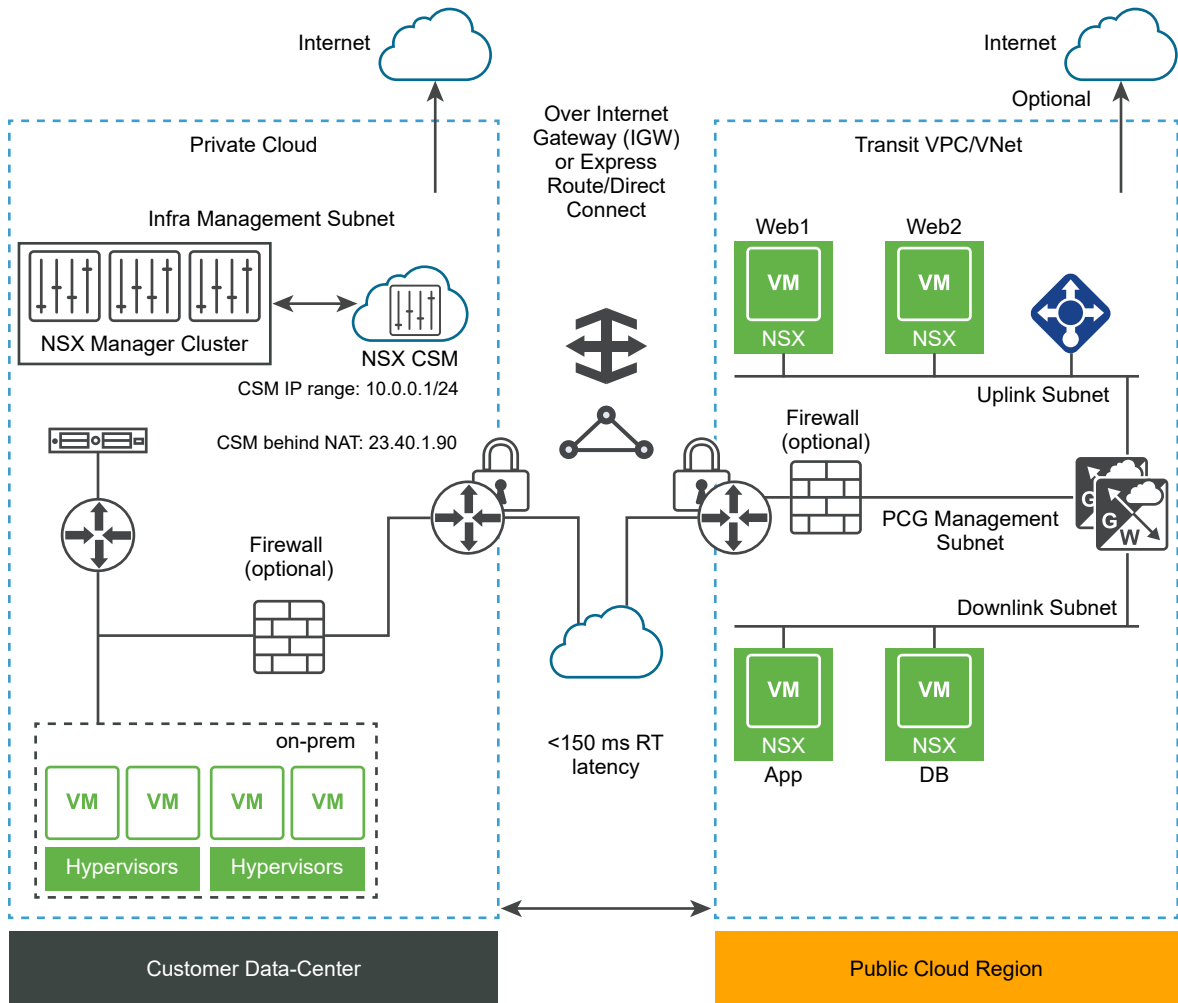 Internet
Internet
Optional
Over Internet
Gateway (IGW)
or Express
Route/Direct
Connect
Private Cloud
Infra Management Subnet
NSX Manager Cluster
NSX CSM
CSM IP range: 10.0.0.1/24
CSM behind NAT: 23.40.1.90
Firewall
(optional)
on-prem
VM
VM
VM
VM
Hypervisors
Hypervisors
<150 ms RT
latency
Transit VPC/VNet
Web1
Web2
VM
VM
NSX
NSX
Uplink Subnet
Firewall
(optional)
PCG Management
Subnet
G
G
W
Downlink Subnet
VM
VM
NSX
NSX
App
DB
Customer Data-Center
Public Cloud Region